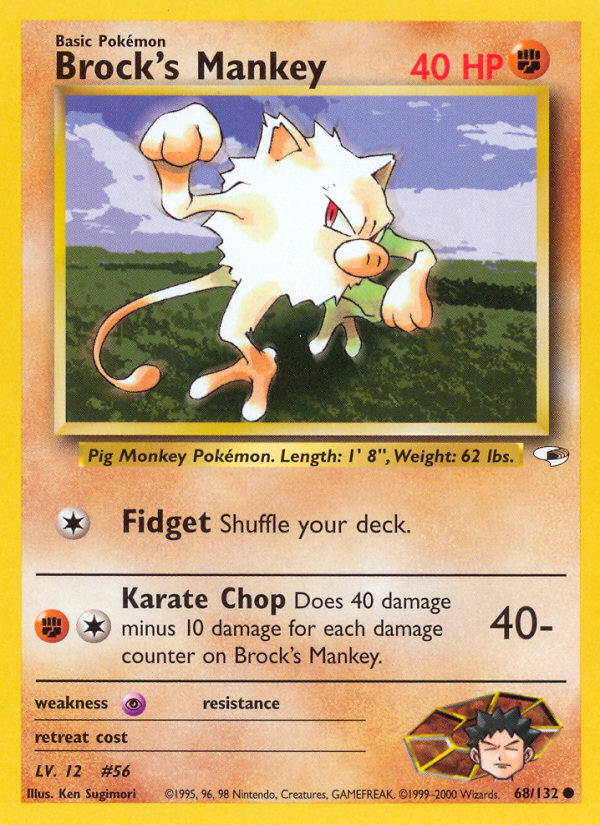 Basic Pokémon
Brock's Mankey
40 HP
Pig Monkey Pokémon. Length: 1' 8", Weight: 62 lbs.
Fidget Shuffle your deck.
Karate Chop Does 40 damage
minus 10 damage for each damage
counter on Brock's Mankey.
40-
weakness
resistance
retreat cost
LV. 12 #56
Illus. Ken Sugimori
©1995, 96, 98 Nintendo, Creatures, GAMEFREAK. ©1999-2000 Wizards.
68/132